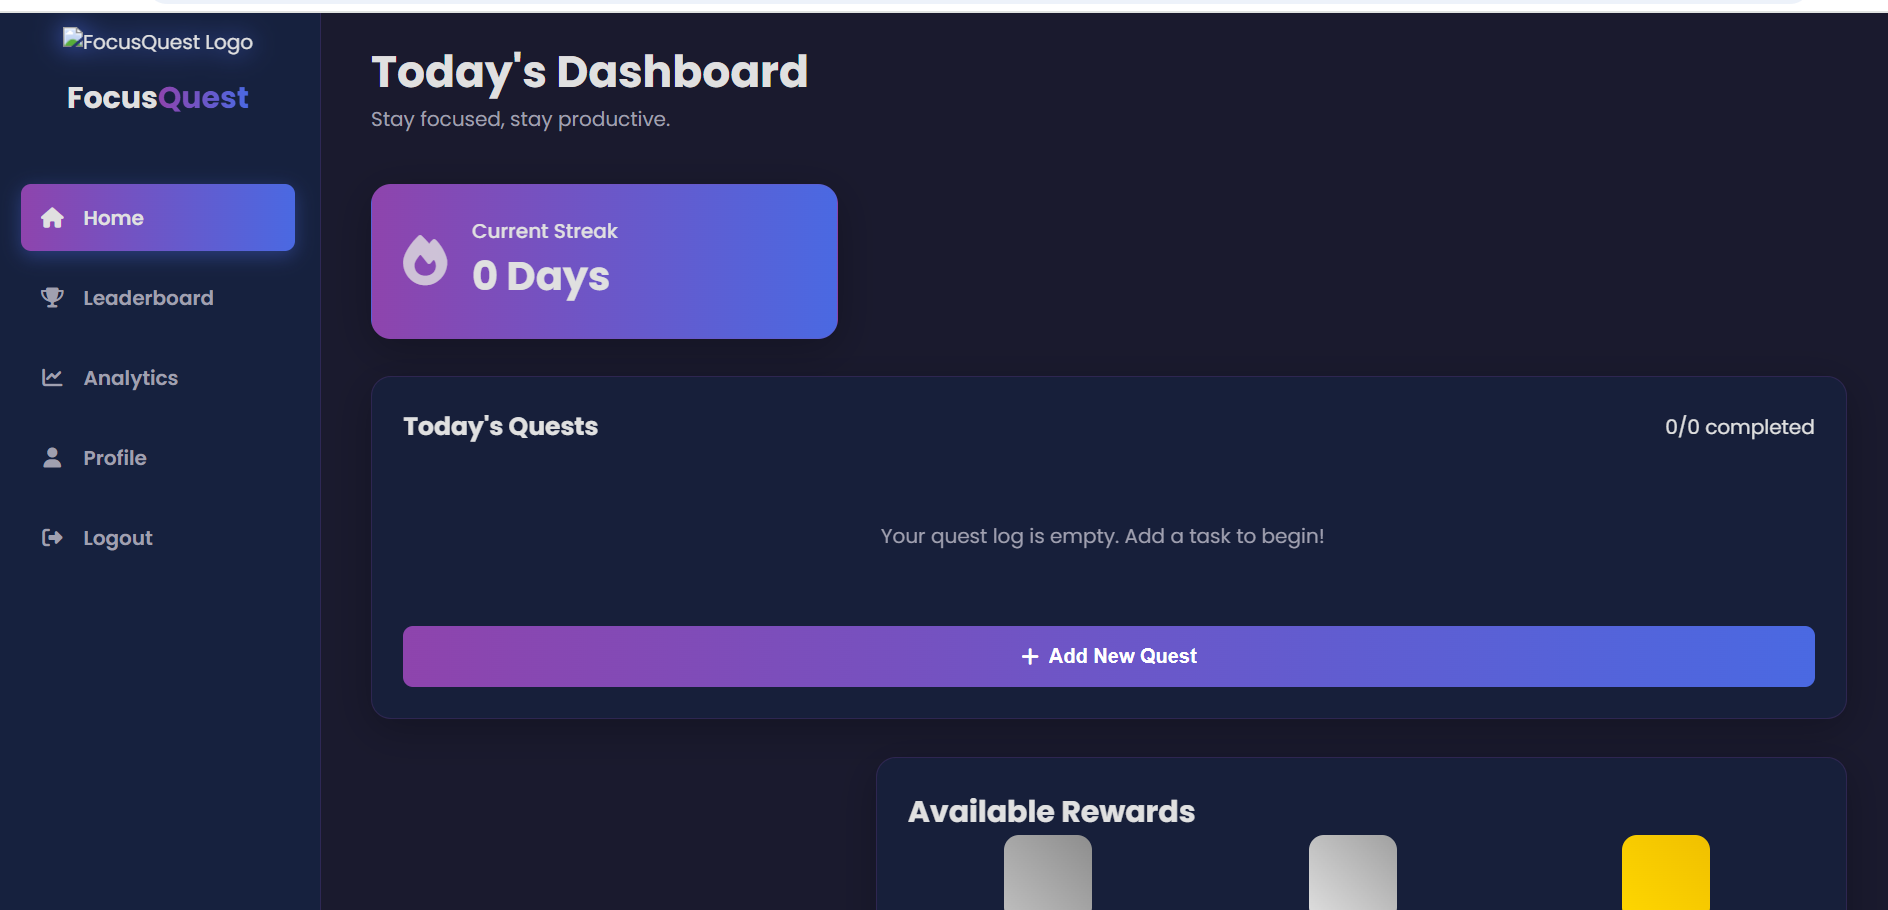 FocusQuest Logo
FocusQuest
Home
Leaderboard
Analytics
Profile
Logout
Today's Dashboard
Stay focused, stay productive.
Current Streak
0 Days
Today's Quests
0/0 completed
Your quest log is empty. Add a task to begin!
+ Add New Quest
Available Rewards